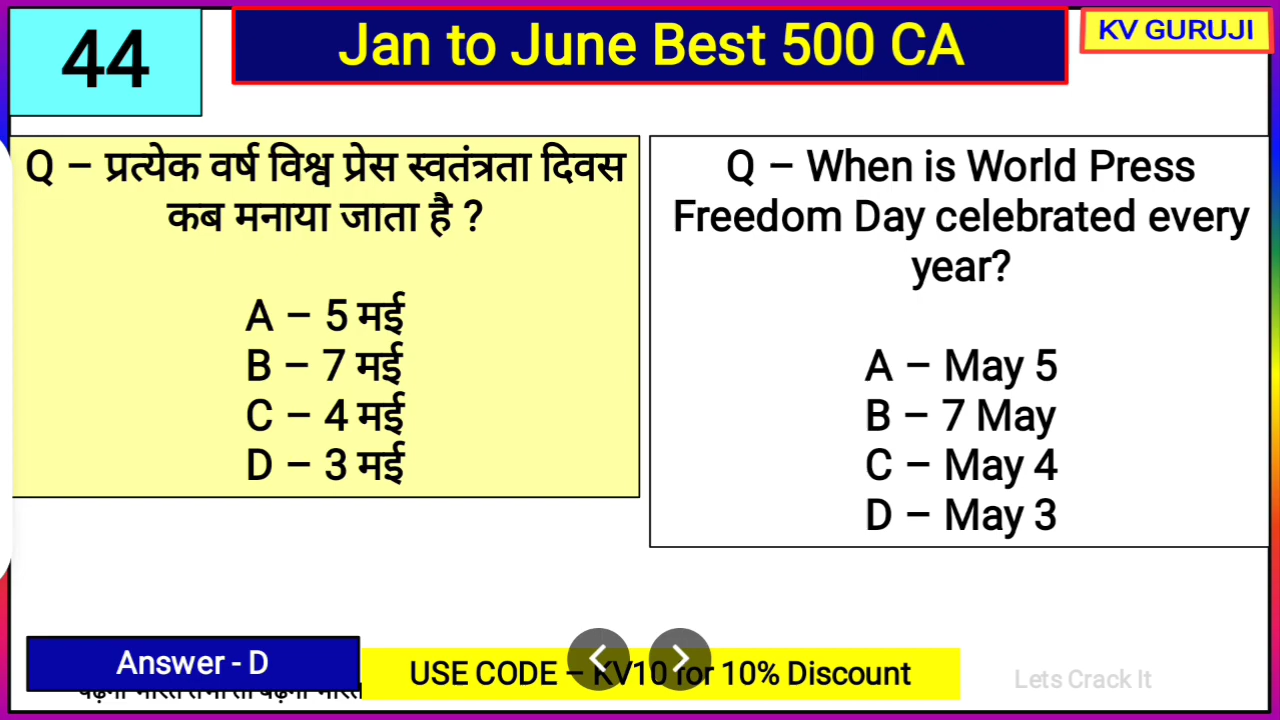 44
Jan to June Best 500 CA
KV GURUJI
Q – प्रत्येक वर्ष विश्व प्रेस स्वतंत्रता दिवस
कब मनाया जाता है ?
A – 5 मई
B – 7 मई
C – 4 मई
D – 3 मई
Q – When is World Press
Freedom Day celebrated every
year?
A – May 5
B – 7 May
C – May 4
D – May 3
Answer - D
USE CODE – KV10 for 10% Discount
Lets Crack It